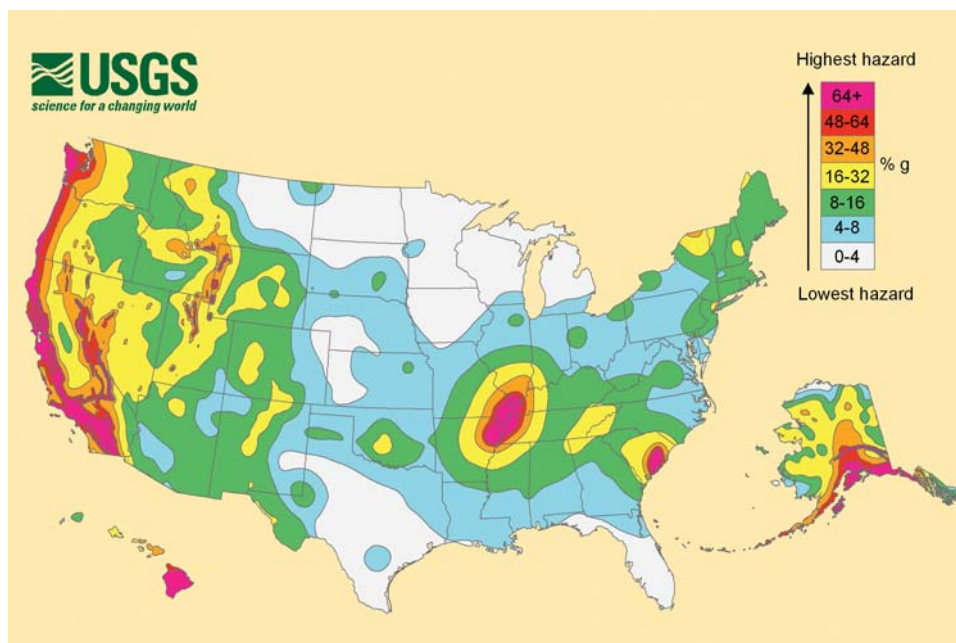 USGS
science for a changing world
Highest hazard
64+
48-64
32-48
16-32
% g
8-16
4-8
0-4
Lowest hazard